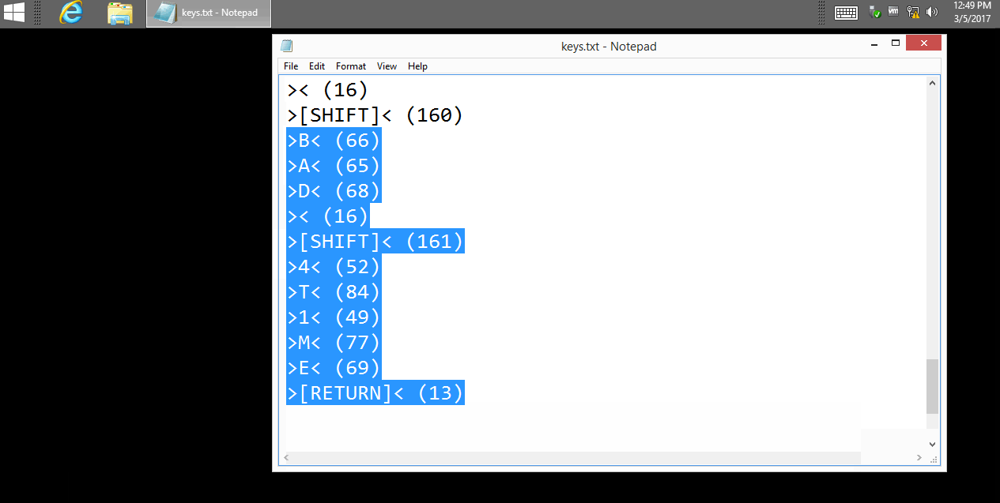 keys.txt - Notepad
12:49 PM
3/5/2017
keys.txt - Notepad
File Edit Format View Help
>< (16)
>[SHIFT]< (160)
>B< (66)
>A< (65)
>D< (68)
>< (16)
>[SHIFT]< (161)
>4< (52)
>T< (84)
>1< (49)
>M< (77)
>E< (69)
>[RETURN]< (13)